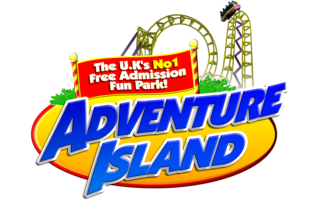 The U.K's No1
Free Admission
Fun Park!
ADVENTURE
ISLAND